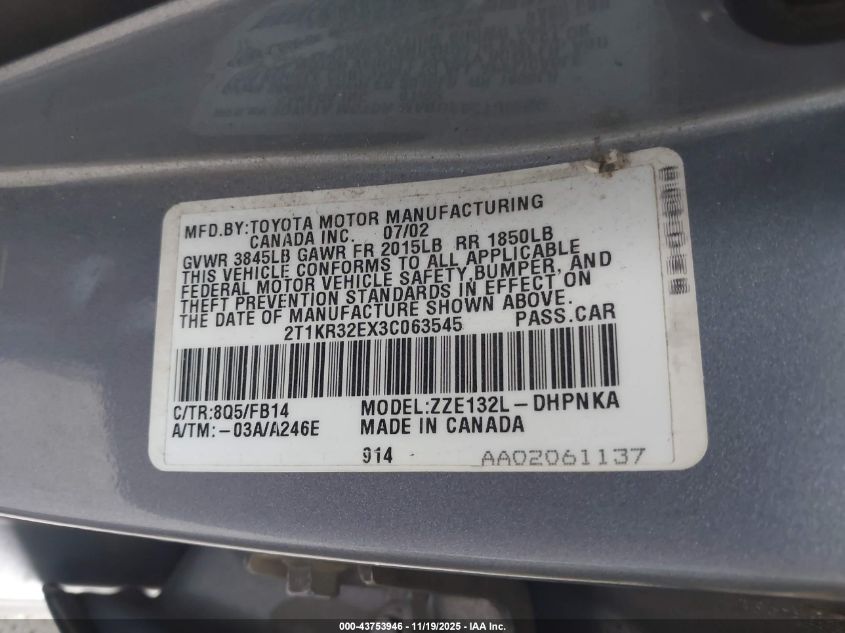 MFD.BY:TOYOTA MOTOR MANUFACTURING
CANADA INC. 07/02
GVWR 3845LB GAWR FR 2015LB RR 1850LB
THIS VEHICLE CONFORMS TO ALL APPLICABLE
FEDERAL MOTOR VEHICLE SAFETY,BUMPER, AND
THEFT PREVENTION STANDARDS IN EFFECT ON
THE DATE OF MANUFACTURE SHOWN ABOVE.
2T1KR32EX3C063545 PASS.CAR
C/TR:8Q5/FB14 MODEL:ZZE132L-DHPNKA
A/TM:-03A/A246E MADE IN CANADA
914 AA02061137
000-43753946 - 11/19/2025 - IAA Inc.